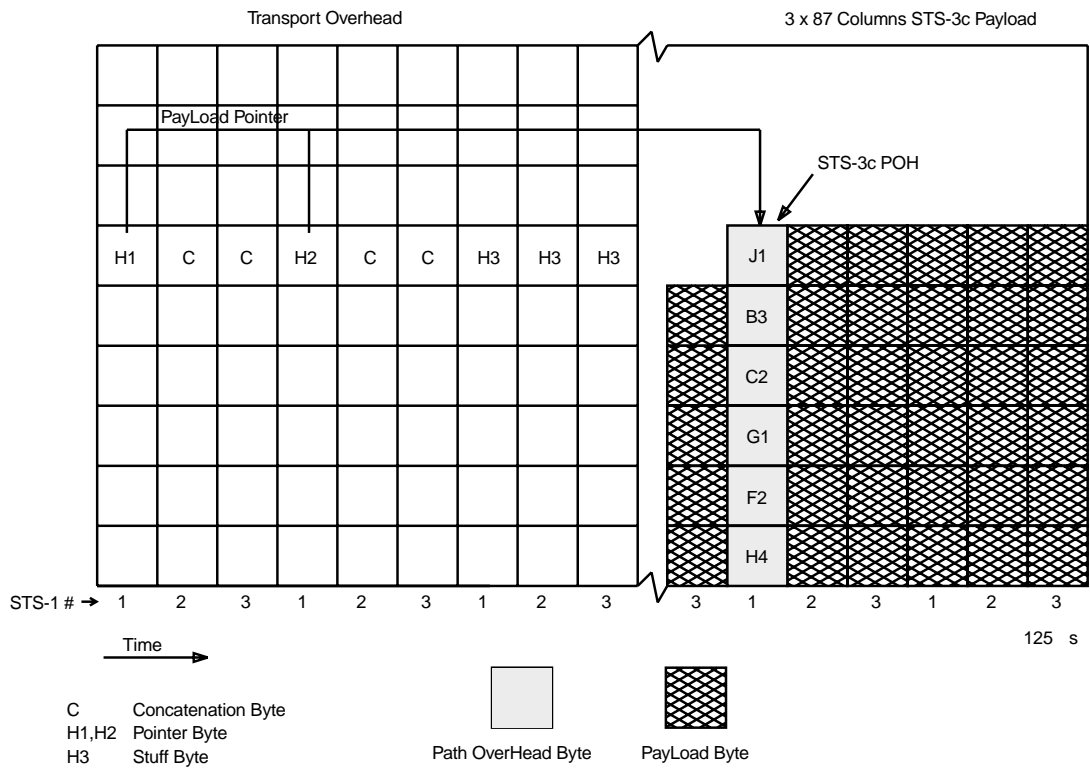 Transport Overhead
3 x 87 Columns STS-3c Payload
PayLoad Pointer
STS-3c POH
H1 C C H2 C C H3 H3 H3
J1
B3
C2
G1
F2
H4
STS-1 # 1 2 3 1 2 3 1 2 3 3 1 2 3 1 2 3
125 s
Time
C Concatenation Byte
H1,H2 Pointer Byte
H3 Stuff Byte
Path OverHead Byte
PayLoad Byte